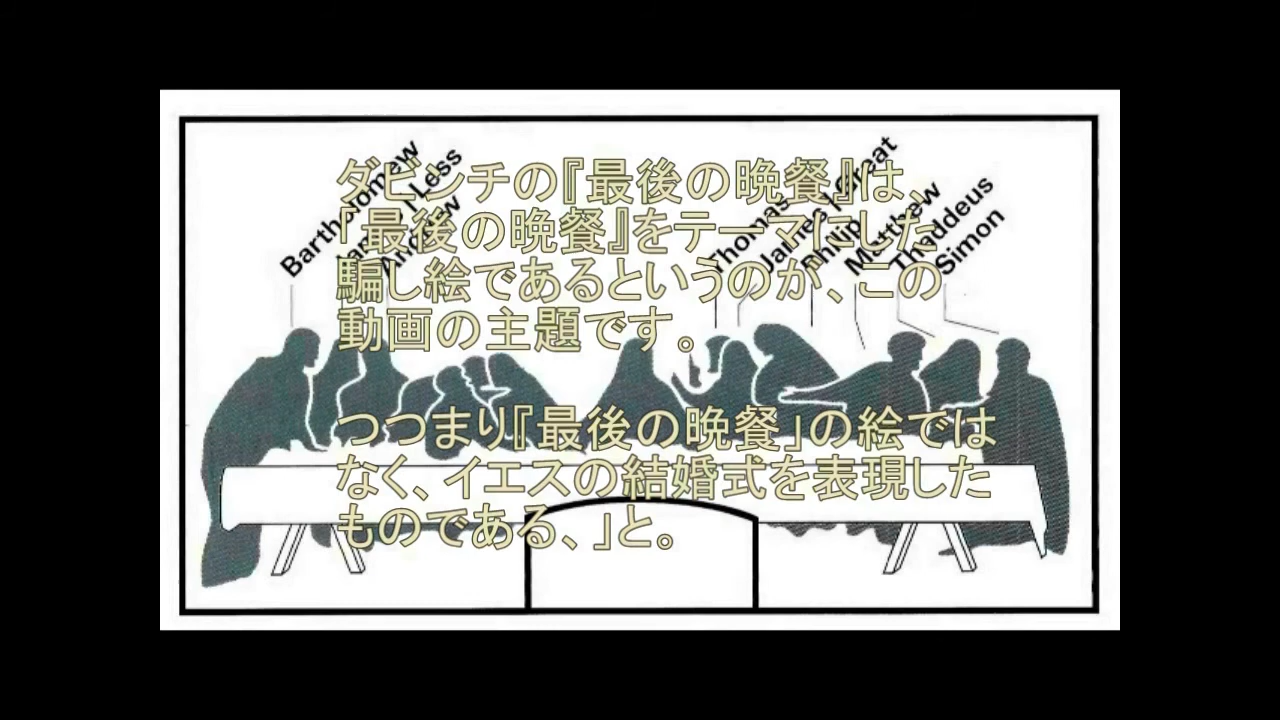 Bartholomew
James | Less
Andrew
Thomas
James | Great
Philip
Matthew
Thaddeus
Simon
ダビンチの『最後の晩餐』は、
「最後の晩餐』をテーマにした
騙し絵であるというのが、この
動画の主題です。
つつまり『最後の晩餐」の絵では
なく、イエスの結婚式を表現した
ものである、」と。